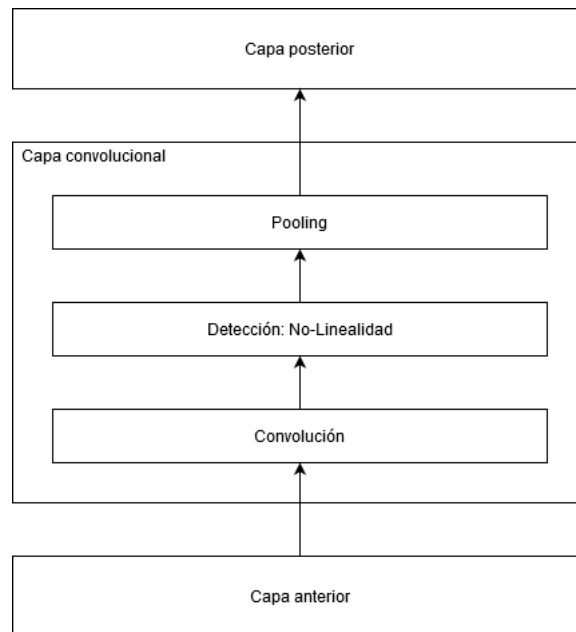 Capa posterior
Capa convolucional
Pooling
Detección: No-Linealidad
Convolución
Capa anterior